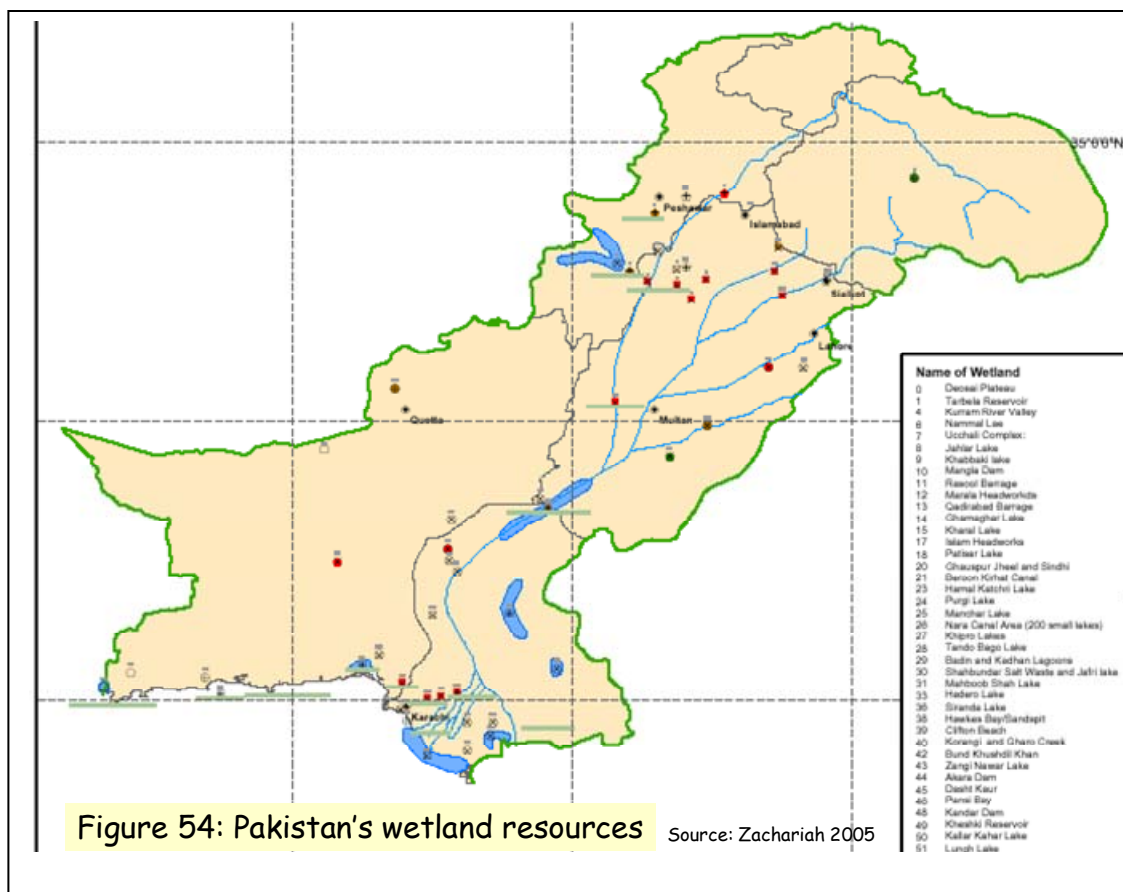 35°0'0"N
Peshawar
Islamabad
Sialkot
Lahore
Quetta
Multan
Karachi
Name of Wetland
0 Deosai Plateau
1 Tarbela Reservoir
4 Kurram River Valley
6 Nammal Lee
7 Ucchali Complex:
8 Jahlar Lake
9 Khabbaki lake
10 Mangla Dam
11 Rasool Barrage
12 Marala Headworkds
13 Qadirabad Barrage
14 Ghamaghar Lake
15 Kharal Lake
17 Islam Headworks
18 Patisar Lake
20 Ghauspur Jheel and Sindhi
21 Beroon Kirhat Canal
23 Hamal Katchri Lake
24 Purgi Lake
25 Manchar Lake
26 Nara Canal Area (200 small lakes)
27 Khipro Lakes
28 Tando Bago Lake
29 Badin and Kadhan Lagoons
30 Shahbundar Salt Waste and Jafri lake
31 Mahboob Shah Lake
33 Hadero Lake
36 Siranda Lake
38 Hawkes Bay/Sandspit
39 Clifton Beach
40 Korangi and Gharo Creek
42 Bund Khushdil Khan
43 Zangi Nawar Lake
44 Akara Dam
45 Dasht Kaur
46 Pensi Bay
48 Kandar Dam
49 Kheshki Reservoir
50 Kallar Kahar Lake
51 Lungh Lake
Figure 54: Pakistan's wetland resources
Source: Zachariah 2005